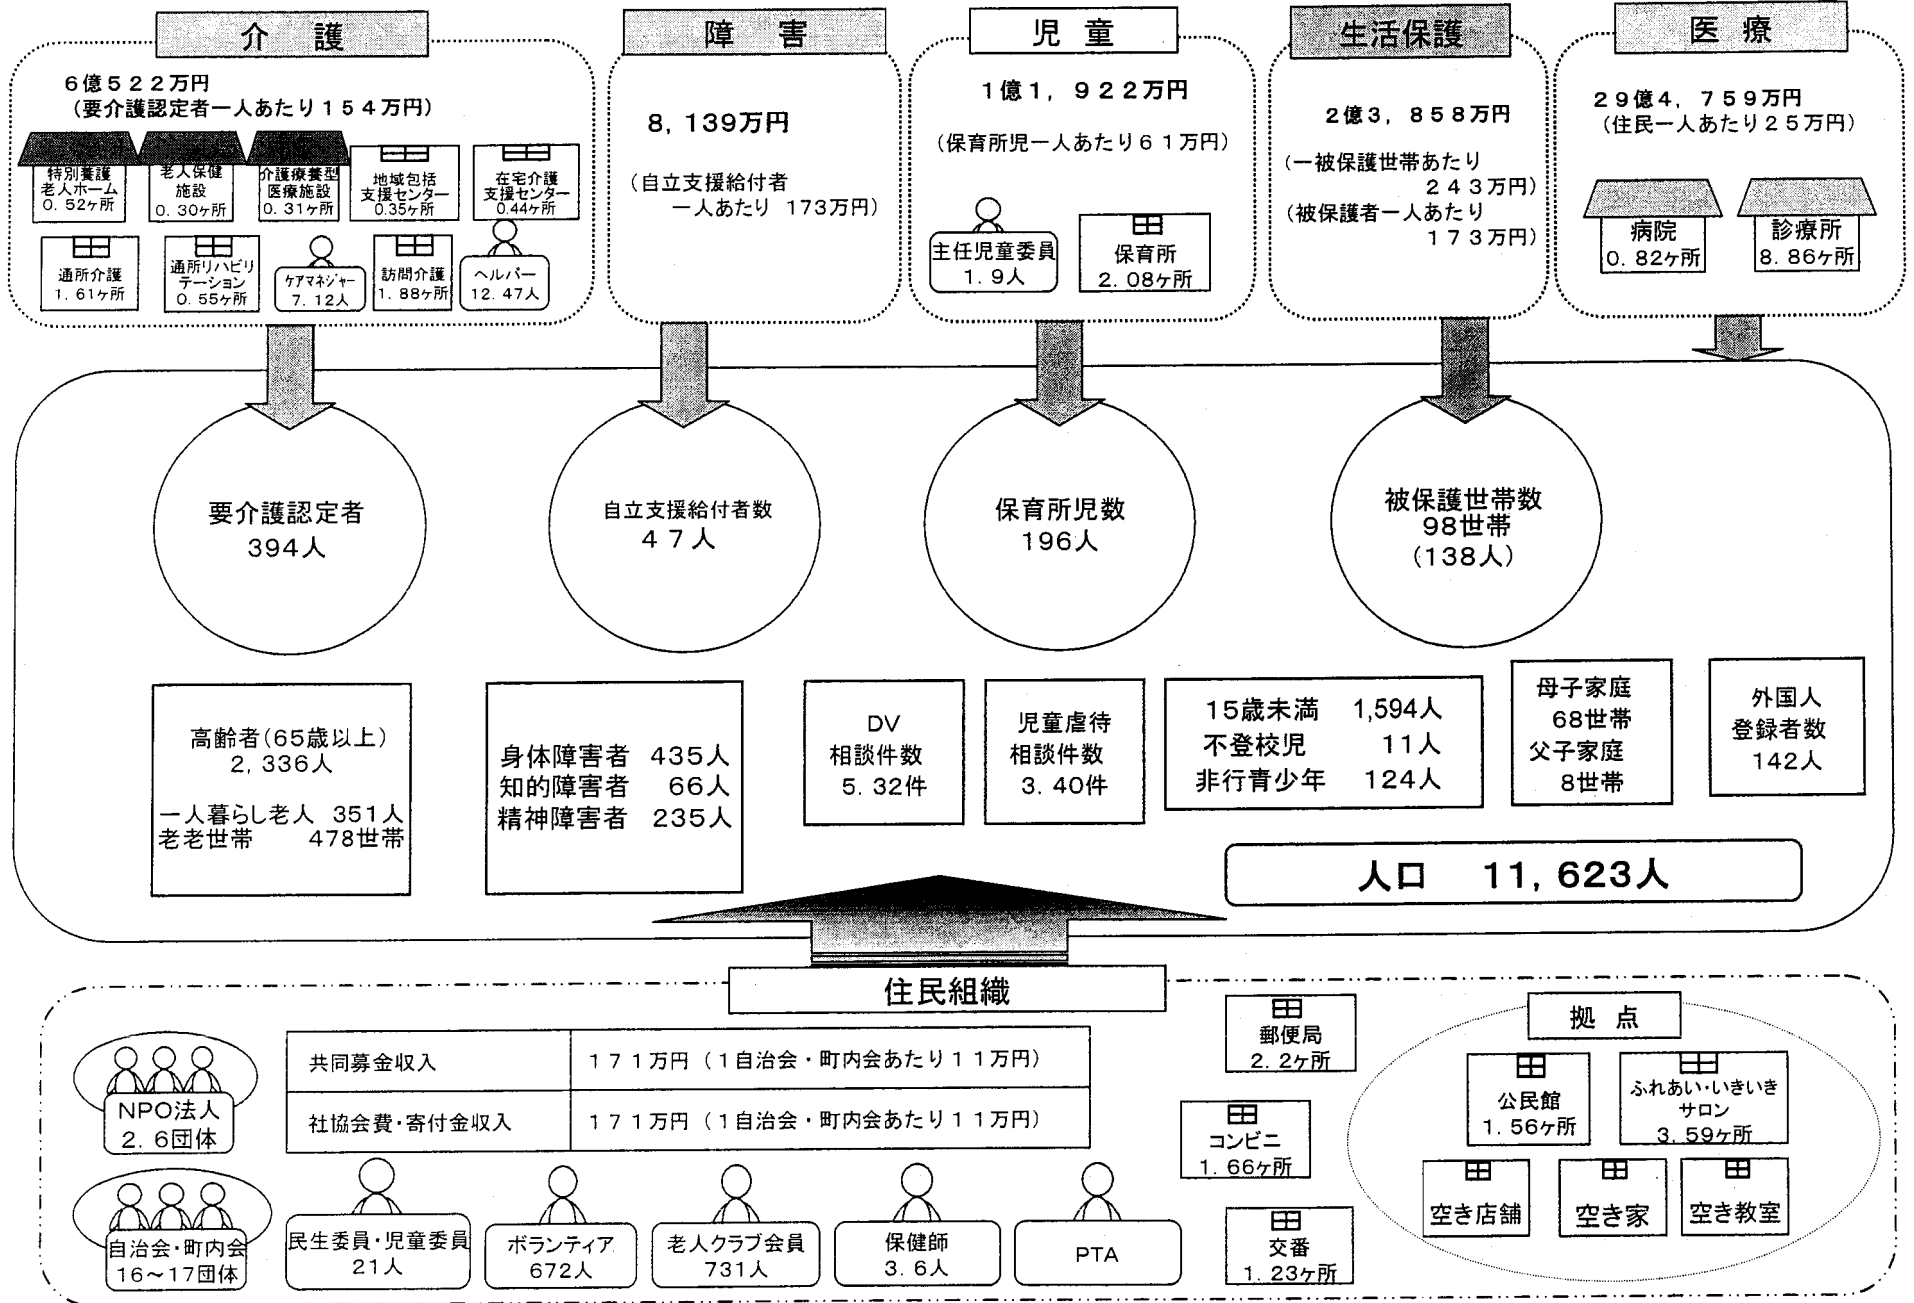 介　護
6億５２２万円
（要介護認定者一人あたり１５４万円）
特別養護
老人ホーム
0. 52ヶ所
老人保健
施設
0. 30ヶ所
介護療養型
医療施設
0. 31ヶ所
地域包括
支援センター
0.35ヶ所
在宅介護
支援センター
0.44ヶ所
通所介護
1. 61ヶ所
通所リハビリ
テーション
0. 55ヶ所
ケアマネジャー
7. 12人
訪問介護
1. 88ヶ所
ヘルパー
12. 47人
障　害
8, 139万円
（自立支援給付者
一人あたり 173万円）
児　童
1億1, 922万円
（保育所児一人あたり６１万円）
主任児童委員
1. 9人
保育所
2. 08ヶ所
生活保護
2億3, 858万円
（一被保護世帯あたり
２４３万円）
（被保護者一人あたり
１７３万円）
医　療
２９億4, 759万円
（住民一人あたり２５万円）
病院
0. 82ヶ所
診療所
8. 86ヶ所
要介護認定者
394人
自立支援給付者数
４７人
保育所児数
196人
被保護世帯数
98世帯
（138人）
高齢者（65歳以上）
2, 336人
一人暮らし老人 351人
老老世帯 478世帯
身体障害者 435人
知的障害者 66人
精神障害者 235人
DV
相談件数
5. 32件
児童虐待
相談件数
3. 40件
15歳未満 1,594人
不登校児 11人
非行青少年 124人
母子家庭
68世帯
父子家庭
8世帯
外国人
登録者数
142人
人口　11, 623人
住民組織
NPO法人
2. 6団体
自治会・町内会
16～17団体
共同募金収入 １７１万円（１自治会・町内会あたり１１万円）
社協会費・寄付金収入 １７１万円（１自治会・町内会あたり１１万円）
民生委員・児童委員
21人
ボランティア
672人
老人クラブ会員
731人
保健師
3. 6人
PTA
郵便局
2. 2ヶ所
コンビニ
1. 66ヶ所
交番
1. 23ヶ所
拠　点
公民館
1. 56ヶ所
ふれあい・いきいき
サロン
3. 59ヶ所
空き店舗
空き家
空き教室